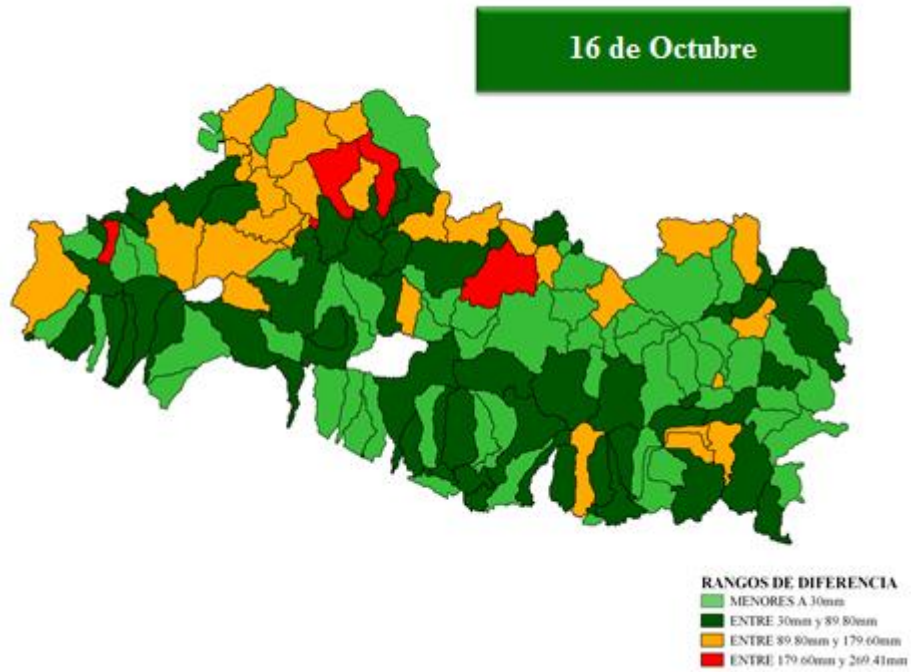 16 de Octubre
RANGOS DE DIFERENCIA
MENORES A 30mm
ENTRE 30mm y 89.80mm
ENTRE 89.80mm y 179.60mm
ENTRE 179.60mm y 269.41mm